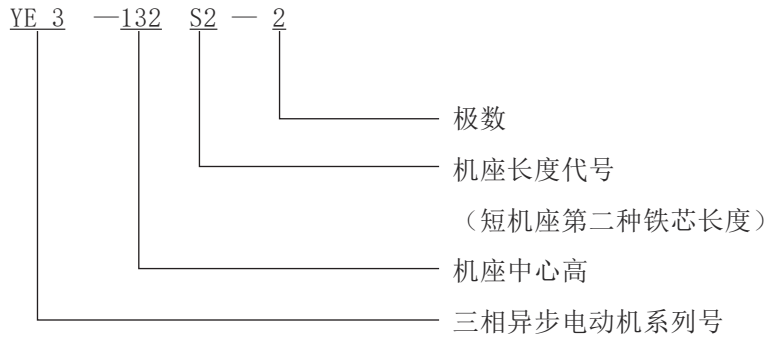 YE 3 —132 S2 — 2
极数
机座长度代号
（短机座第二种铁芯长度）
机座中心高
三相异步电动机系列号